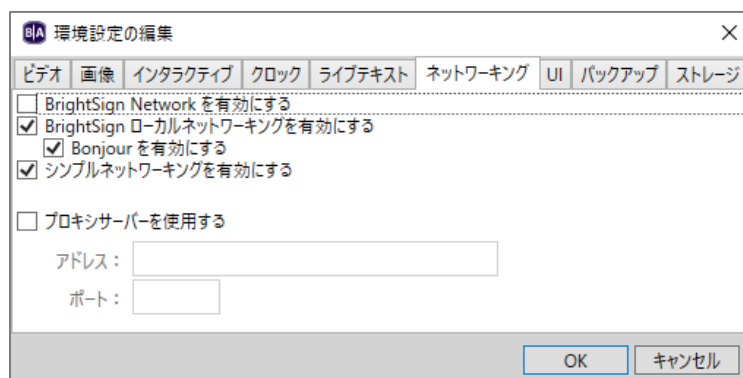 B|A 環境設定の編集
ビデオ 画像 インタラクティブ クロック ライブテキスト ネットワーキング UI バックアップ ストレージ
BrightSign Network を有効にする
BrightSign ローカルネットワーキングを有効にする
Bonjour を有効にする
シンプルネットワーキングを有効にする
プロキシサーバーを使用する
アドレス：
ポート：
OK キャンセル